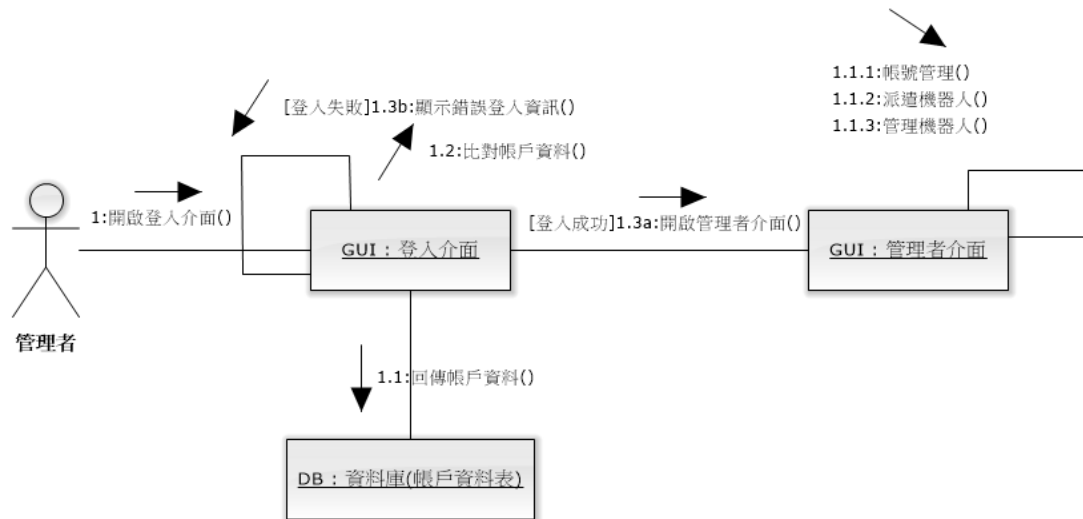 1.1.1:帳號管理()
1.1.2:派遣機器人()
1.1.3:管理機器人()
[登入失敗]1.3b:顯示錯誤登入資訊()
1.2:比對帳戶資料()
1:開啟登入介面()
[登入成功]1.3a:開啟管理者介面()
GUI : 登入介面
GUI : 管理者介面
管理者
1.1:回傳帳戶資料()
DB : 資料庫(帳戶資料表)